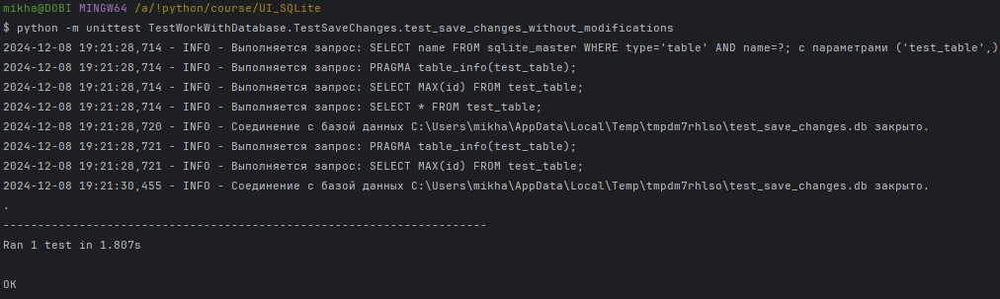 mikha@DOBI MINGW64 /a/!python/course/UI_SQLite
$ python -m unittest TestWorkWithDatabase.TestSaveChanges.test_save_changes_without_modifications
2024-12-08 19:21:28,714 - INFO - Выполняется запрос: SELECT name FROM sqlite_master WHERE type='table' AND name=?; с параметрами ('test_table',)
2024-12-08 19:21:28,714 - INFO - Выполняется запрос: PRAGMA table_info(test_table);
2024-12-08 19:21:28,714 - INFO - Выполняется запрос: SELECT MAX(id) FROM test_table;
2024-12-08 19:21:28,714 - INFO - Выполняется запрос: SELECT * FROM test_table;
2024-12-08 19:21:28,720 - INFO - Соединение с базой данных C:\Users\mikha\AppData\Local\Temp\tmpdm7rhlso\test_save_changes.db закрыто.
2024-12-08 19:21:28,721 - INFO - Выполняется запрос: PRAGMA table_info(test_table);
2024-12-08 19:21:28,721 - INFO - Выполняется запрос: SELECT MAX(id) FROM test_table;
2024-12-08 19:21:30,455 - INFO - Соединение с базой данных C:\Users\mikha\AppData\Local\Temp\tmpdm7rhlso\test_save_changes.db закрыто.
.
----------------------------------------------------------------------
Ran 1 test in 1.807s
OK